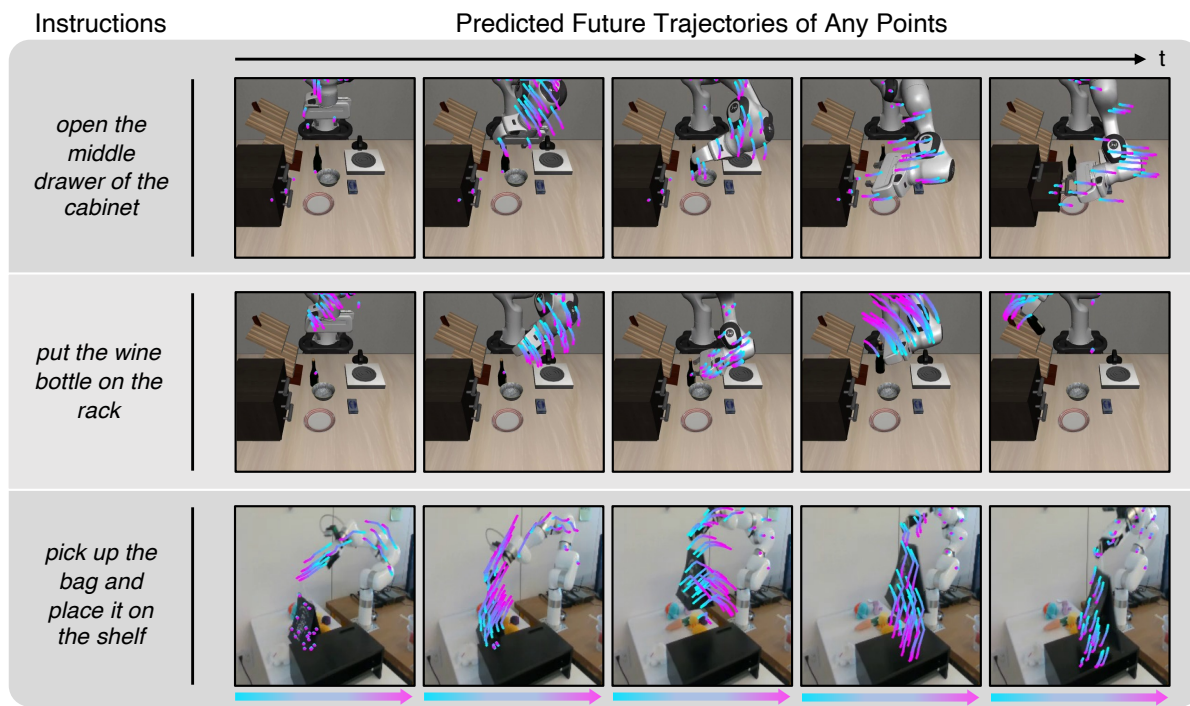 Instructions
Predicted Future Trajectories of Any Points
t
open the
middle
drawer of the
cabinet
put the wine
bottle on the
rack
pick up the
bag and
place it on
the shelf